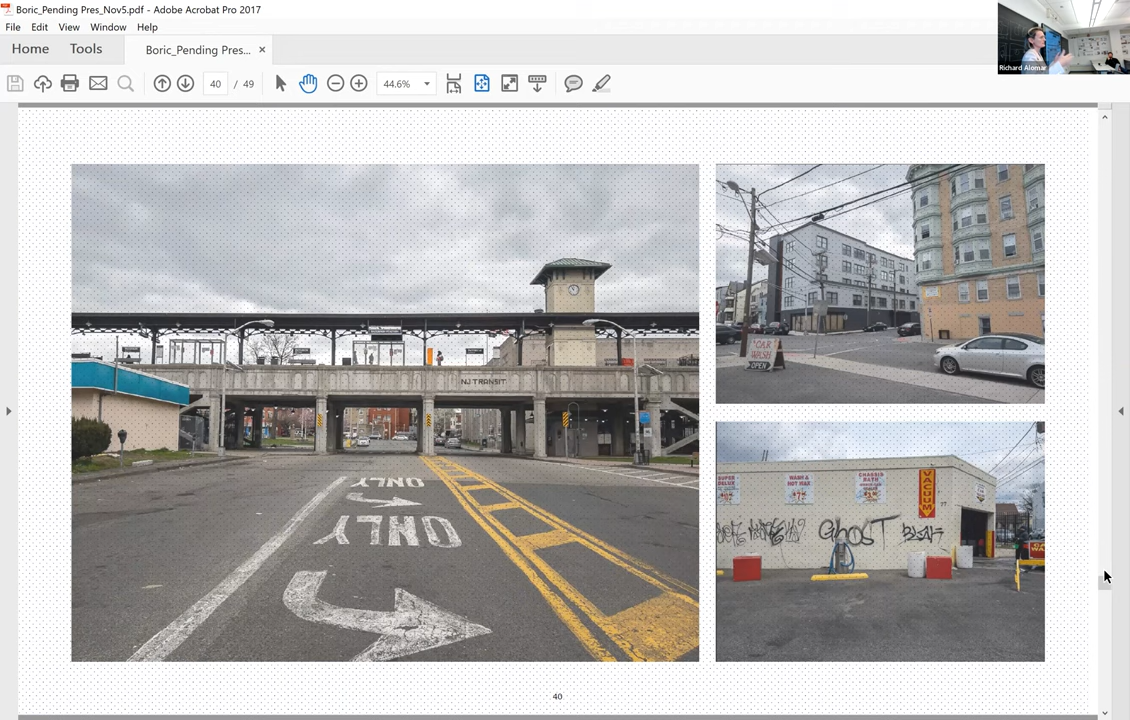 Boric_Pending Pres_Nov5.pdf - Adobe Acrobat Pro 2017
File Edit View Window Help
Home Tools Boric_Pending Pres... ×
40 / 49 44.6%
Richard Alomar
NJ TRANSIT
ONLY
ONLY
CAR
WASH
OPEN
SUPER
DELUX
WASH &
HOT WAX
CHASSIS
BATH
VACUUM
GHOST
40